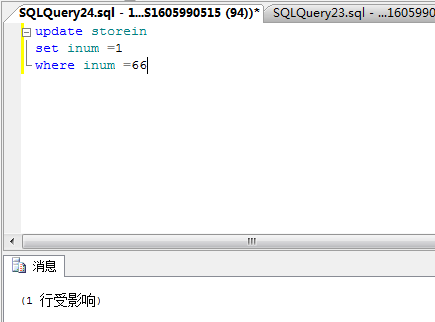 SQLQuery24.sql - 1...S1605990515 (94))* SQLQuery23.sql - ...16059905
update storein
set inum =1
where inum =66
消息
(1 行受影响)